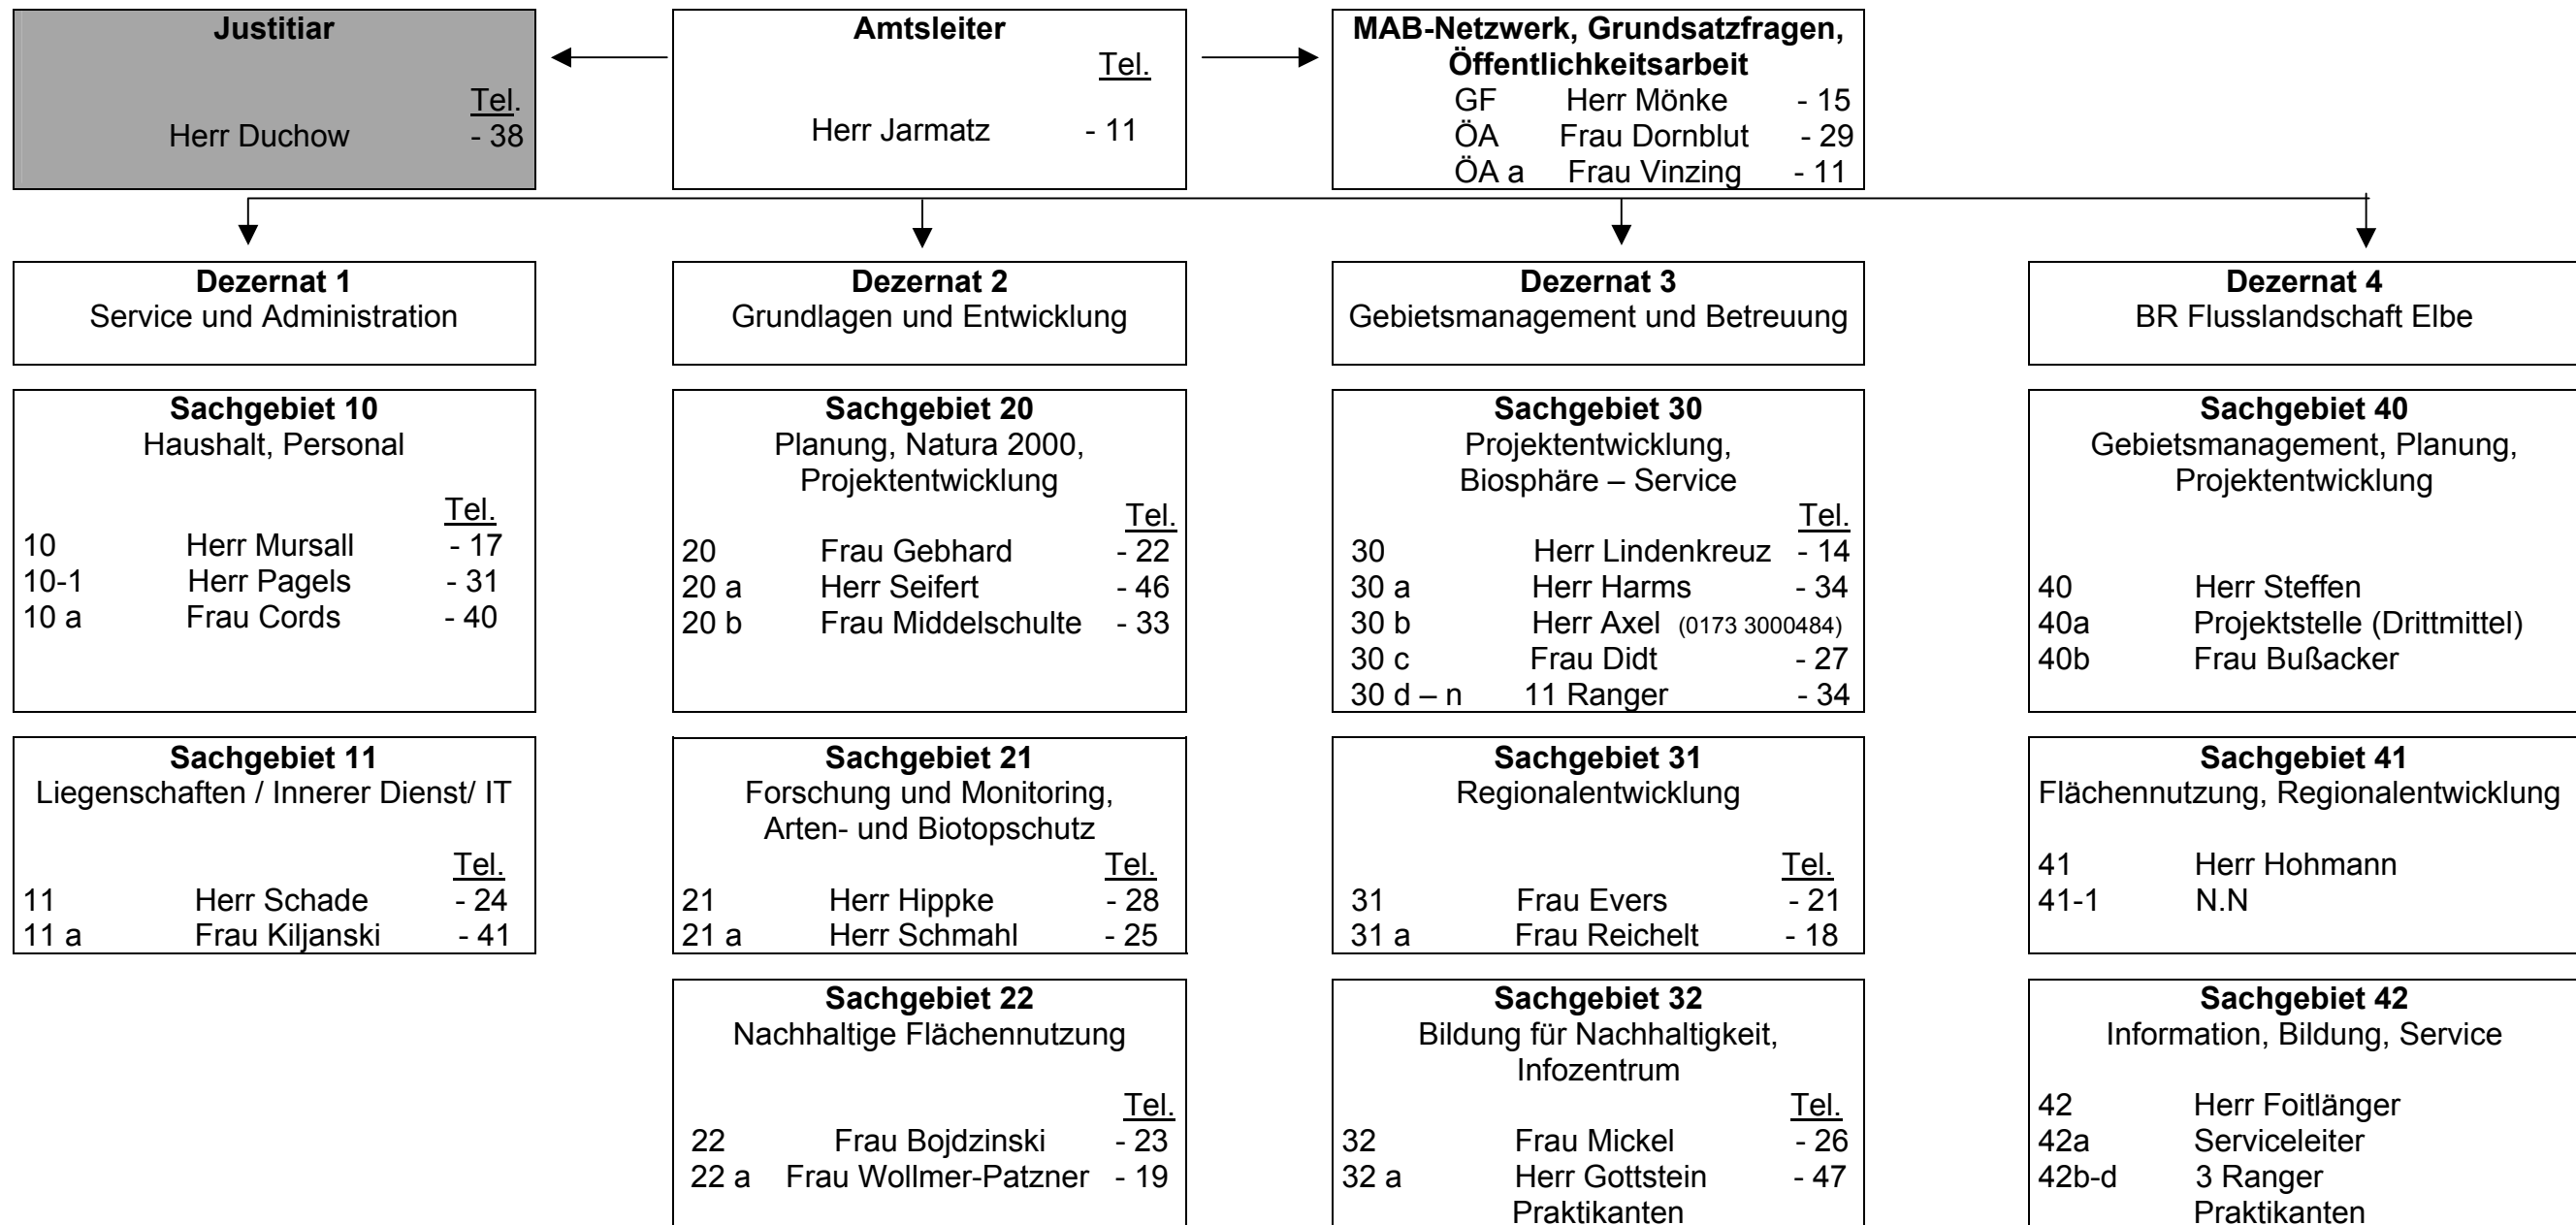 Justitiar
Tel.
Herr Duchow - 38
Amtsleiter
Tel.
Herr Jarmatz - 11
MAB-Netzwerk, Grundsatzfragen,
Öffentlichkeitsarbeit
GF Herr Mönke - 15
ÖA Frau Dornblut - 29
ÖA a Frau Vinzing - 11
Dezernat 1
Service und Administration
Dezernat 2
Grundlagen und Entwicklung
Dezernat 3
Gebietsmanagement und Betreuung
Dezernat 4
BR Flusslandschaft Elbe
Sachgebiet 10
Haushalt, Personal
Tel.
10 Herr Mursall - 17
10-1 Herr Pagels - 31
10 a Frau Cords - 40
Sachgebiet 20
Planung, Natura 2000,
Projektentwicklung
Tel.
20 Frau Gebhard - 22
20 a Herr Seifert - 46
20 b Frau Middelschulte - 33
Sachgebiet 30
Projektentwicklung,
Biosphäre – Service
Tel.
30 Herr Lindenkreuz - 14
30 a Herr Harms - 34
30 b Herr Axel (0173 3000484)
30 c Frau Didt - 27
30 d – n 11 Ranger - 34
Sachgebiet 40
Gebietsmanagement, Planung,
Projektentwicklung
40 Herr Steffen
40a Projektstelle (Drittmittel)
40b Frau Bußacker
Sachgebiet 11
Liegenschaften / Innerer Dienst/ IT
Tel.
11 Herr Schade - 24
11 a Frau Kiljanski - 41
Sachgebiet 21
Forschung und Monitoring,
Arten- und Biotopschutz
Tel.
21 Herr Hippke - 28
21 a Herr Schmahl - 25
Sachgebiet 31
Regionalentwicklung
Tel.
31 Frau Evers - 21
31 a Frau Reichelt - 18
Sachgebiet 41
Flächennutzung, Regionalentwicklung
41 Herr Hohmann
41-1 N.N
Sachgebiet 22
Nachhaltige Flächennutzung
Tel.
22 Frau Bojdzinski - 23
22 a Frau Wollmer-Patzner - 19
Sachgebiet 32
Bildung für Nachhaltigkeit,
Infozentrum
Tel.
32 Frau Mickel - 26
32 a Herr Gottstein - 47
Praktikanten
Sachgebiet 42
Information, Bildung, Service
42 Herr Foitlänger
42a Serviceleiter
42b-d 3 Ranger
Praktikanten